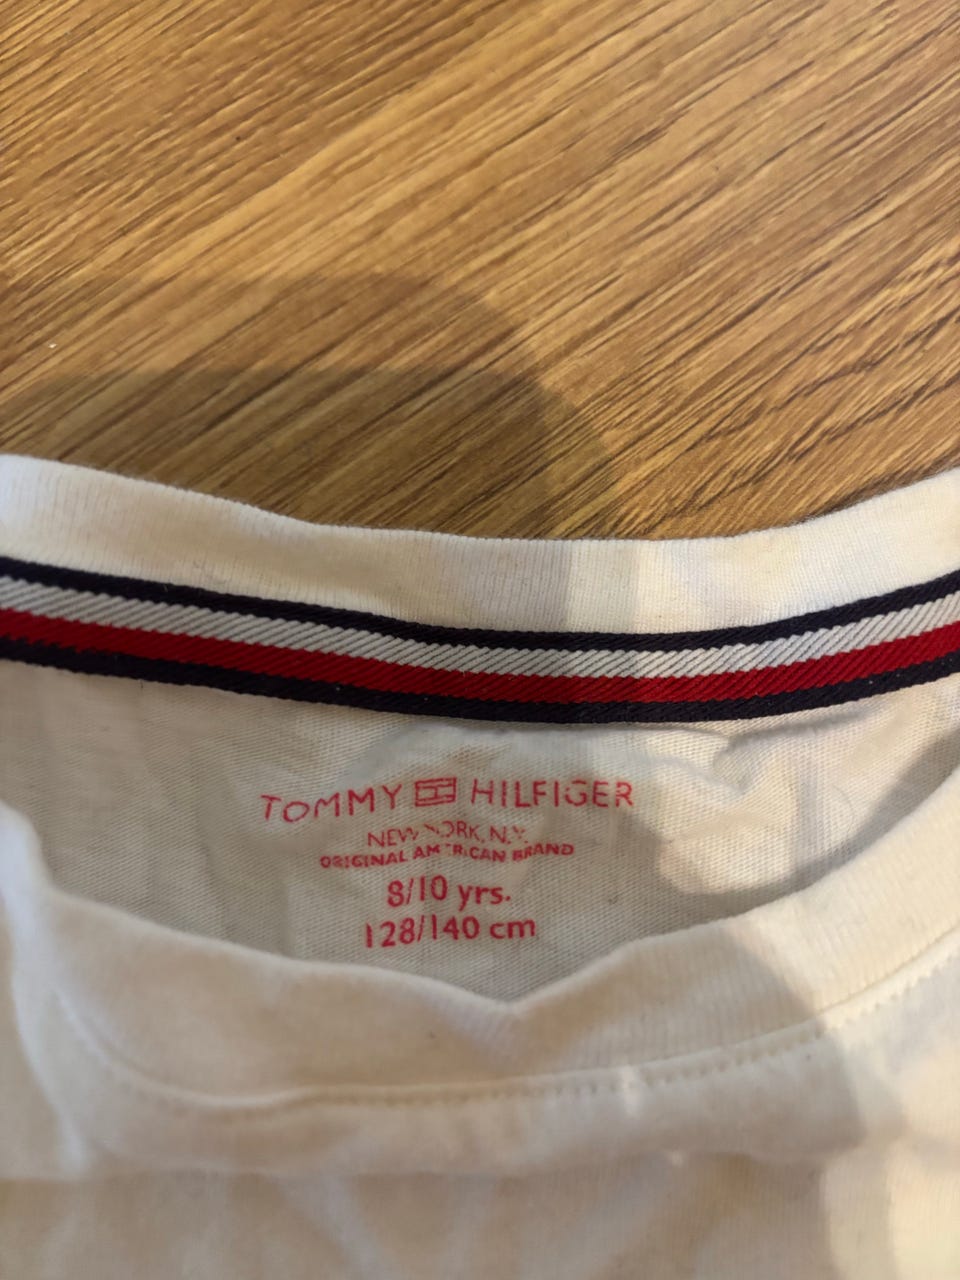 TOMMY HILFIGER
NEW YORK, N.Y.
ORIGINAL AMERICAN BRAND
8/10 yrs.
128/140 cm